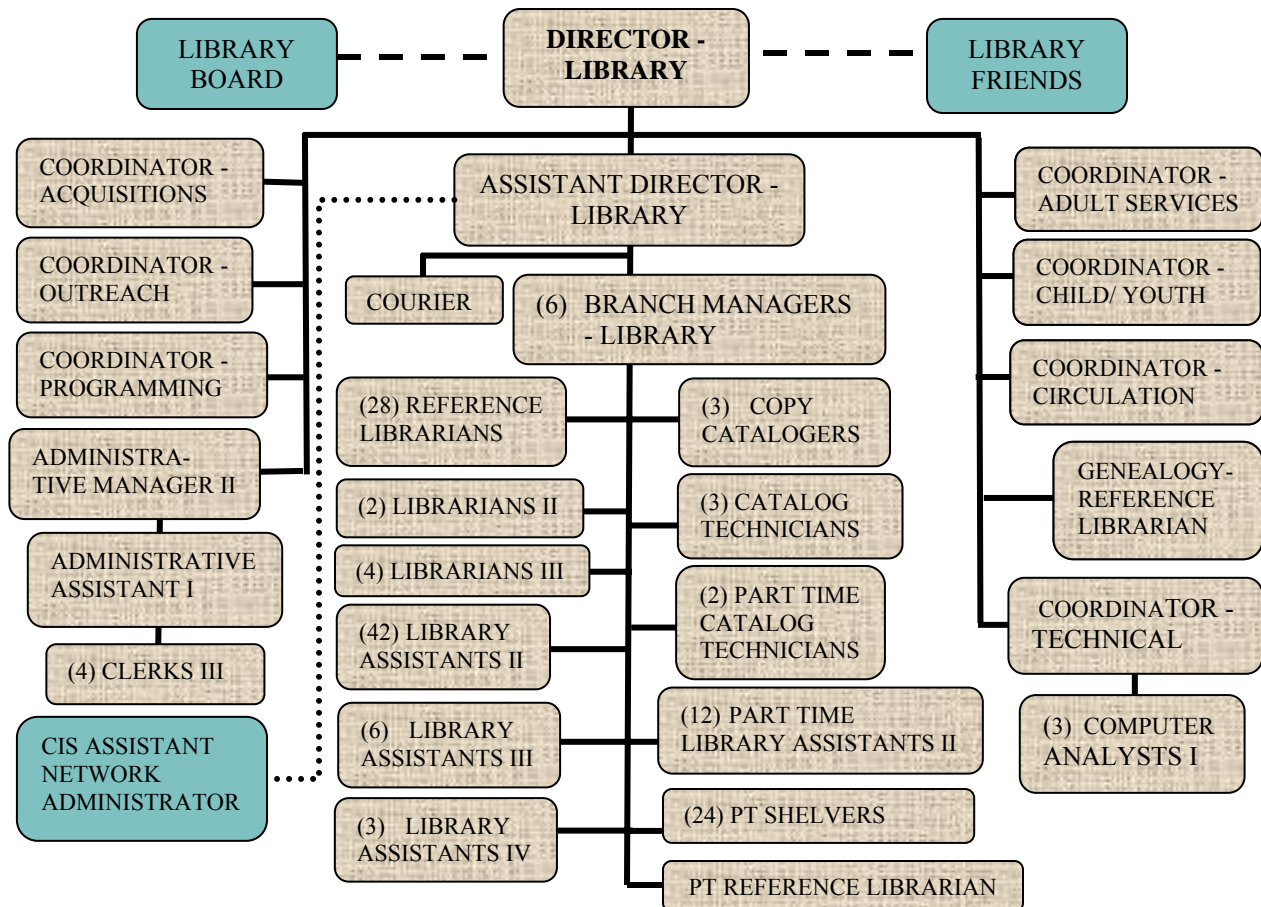 LIBRARY
BOARD
DIRECTOR -
LIBRARY
LIBRARY
FRIENDS
COORDINATOR -
ACQUISITIONS
COORDINATOR -
OUTREACH
COORDINATOR -
PROGRAMMING
ADMINISTRA-
TIVE MANAGER II
ADMINISTRATIVE
ASSISTANT I
(4) CLERKS III
CIS ASSISTANT
NETWORK
ADMINISTRATOR
ASSISTANT DIRECTOR -
LIBRARY
COURIER
(6) BRANCH MANAGERS
- LIBRARY
(28) REFERENCE
LIBRARIANS
(2) LIBRARIANS II
(4) LIBRARIANS III
(42) LIBRARY
ASSISTANTS II
(6) LIBRARY
ASSISTANTS III
(3) LIBRARY
ASSISTANTS IV
(3) COPY
CATALOGERS
(3) CATALOG
TECHNICIANS
(2) PART TIME
CATALOG
TECHNICIANS
(12) PART TIME
LIBRARY ASSISTANTS II
(24) PT SHELVERS
PT REFERENCE LIBRARIAN
COORDINATOR -
ADULT SERVICES
COORDINATOR -
CHILD/ YOUTH
COORDINATOR -
CIRCULATION
GENEALOGY-
REFERENCE
LIBRARIAN
COORDINATOR -
TECHNICAL
(3) COMPUTER
ANALYSTS I